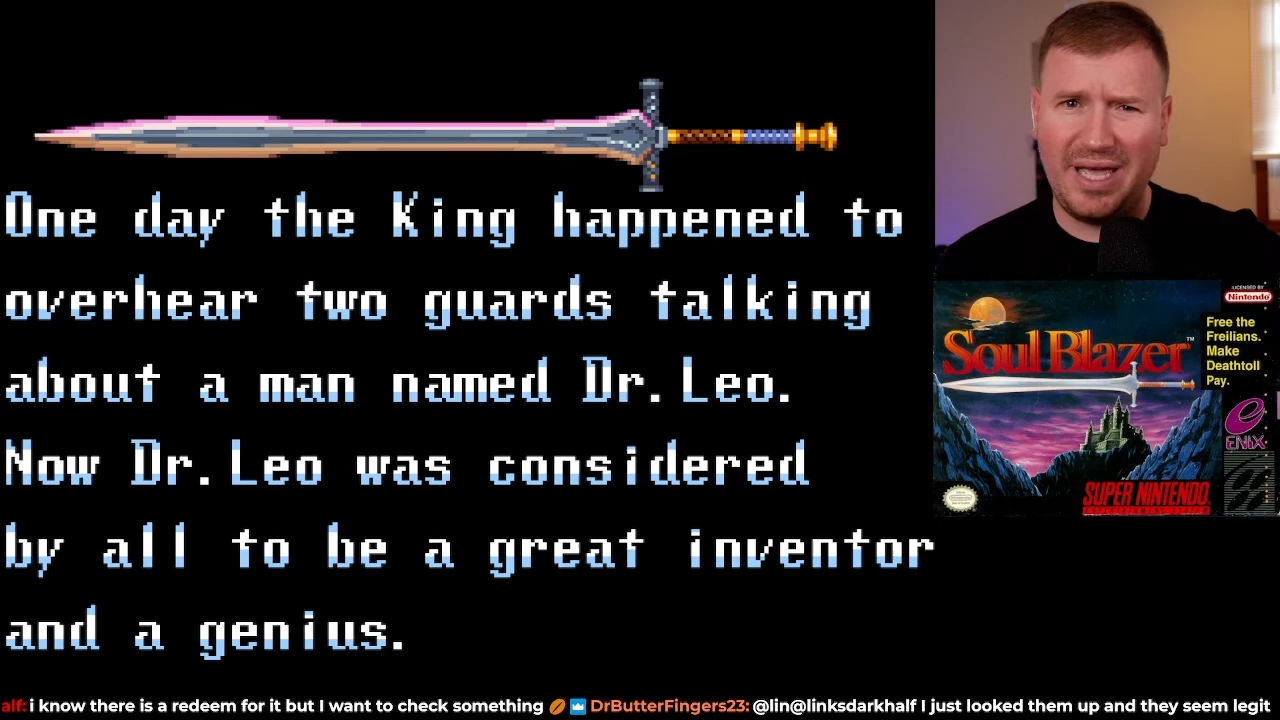 One day the King happened to
overhear two guards talking
about a man named Dr. Leo.
Now Dr. Leo was considered
by all to be a great inventor
and a genius.
LICENSED BY
Nintendo
Free the
Freilians.
Make
Deathtoll
Pay.
Soul Blazer™
ENIX
SUPER NINTENDO
ENTERTAINMENT SYSTEM
alf: i know there is a redeem for it but I want to check something DrButterFingers23: @lin@linksdarkhalf I just looked them up and they seem legit